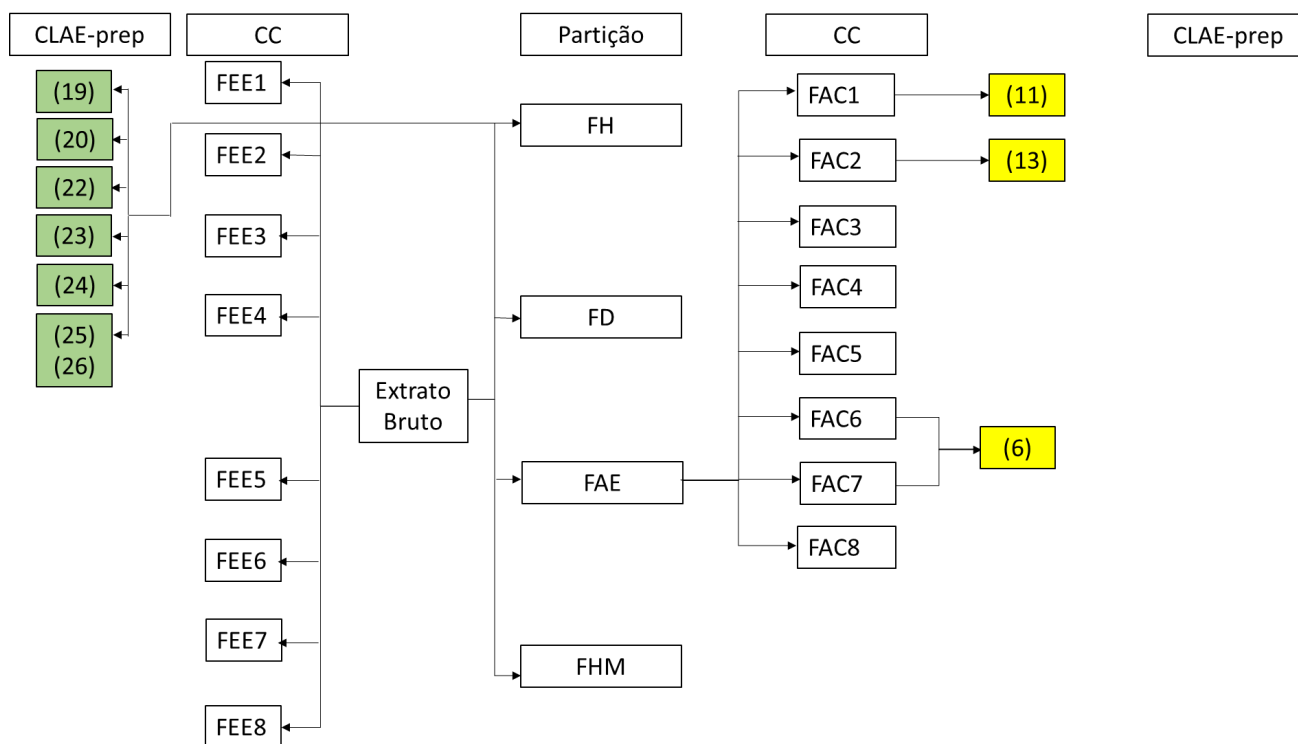 CLAE-prep
CC
Partição
CC
CLAE-prep
(19)
(20)
(22)
(23)
(24)
(25)
(26)
FEE1
FEE2
FEE3
FEE4
FEE5
FEE6
FEE7
FEE8
Extrato
Bruto
FH
FD
FAE
FHM
FAC1
FAC2
FAC3
FAC4
FAC5
FAC6
FAC7
FAC8
(11)
(13)
(6)